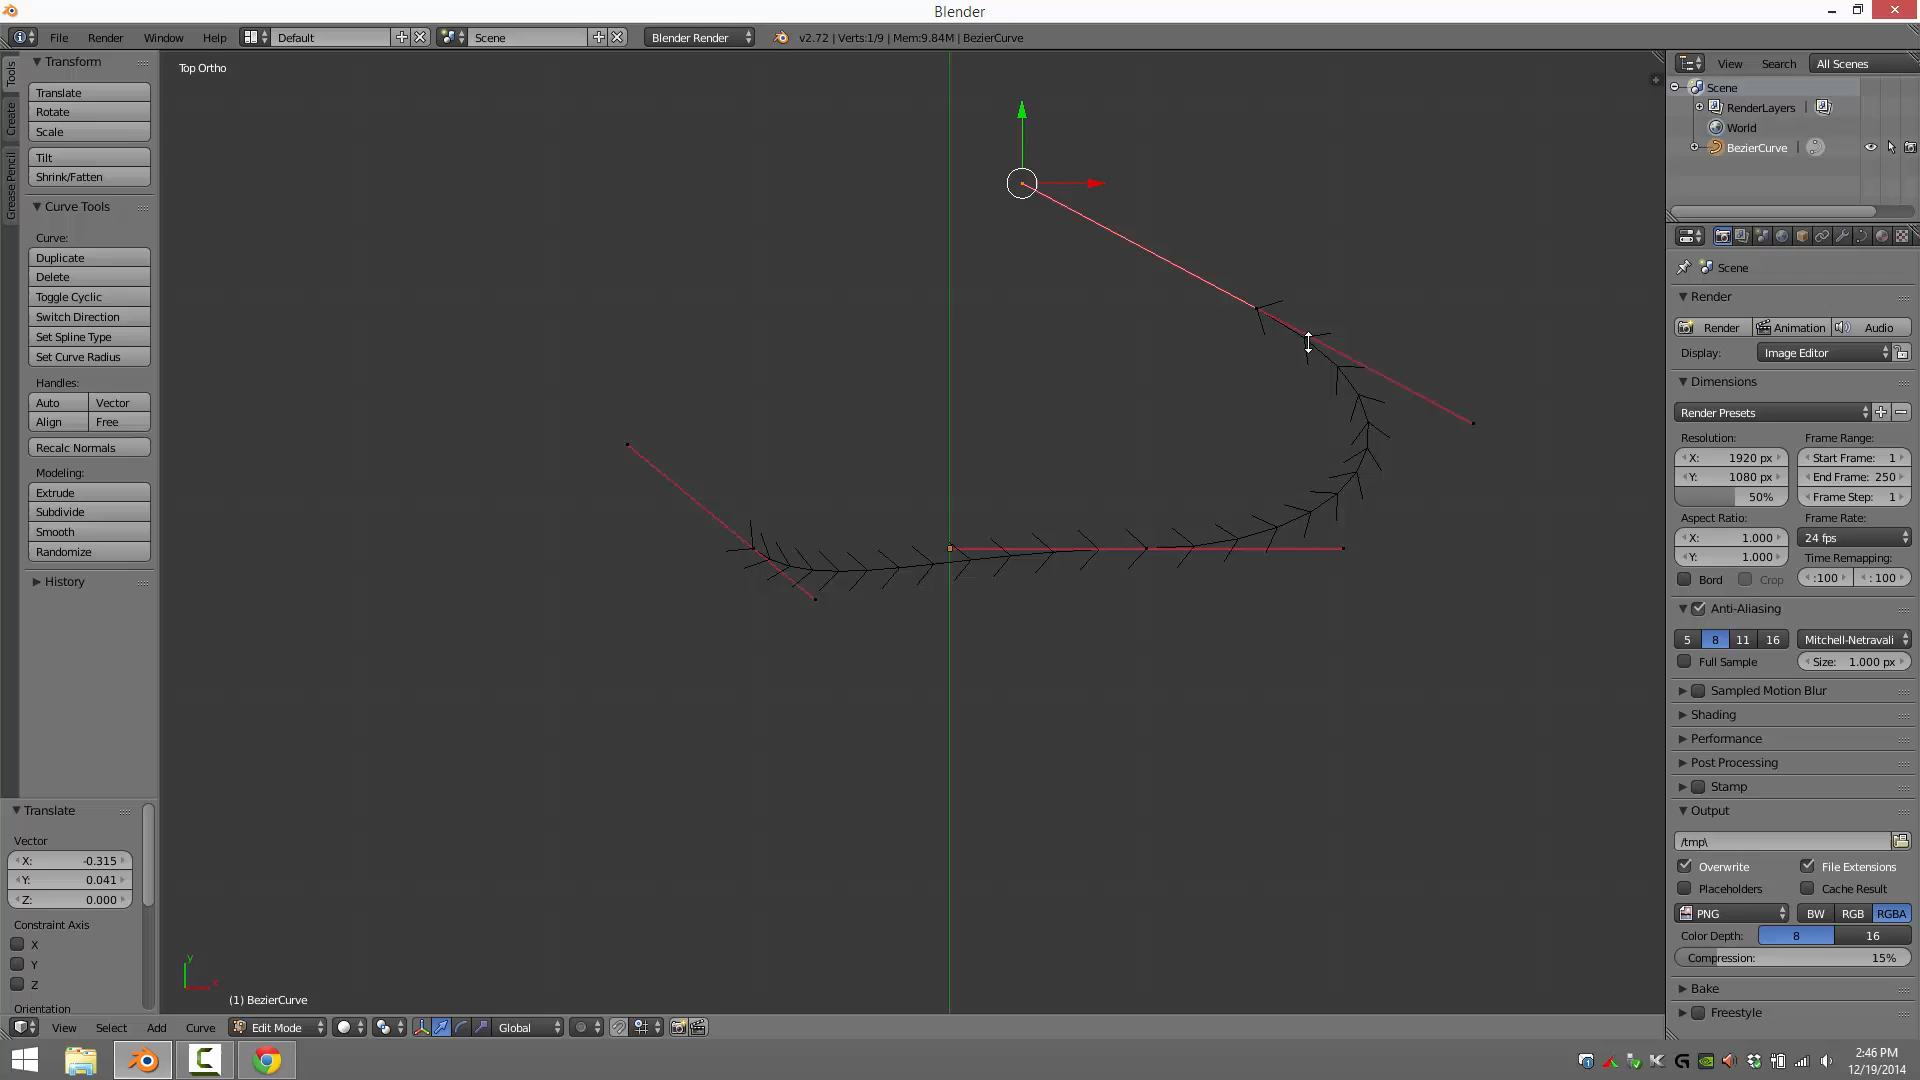 Blender
File Render Window Help Default Scene Blender Render v2.72 | Verts:1/9 | Mem:9.84M | BezierCurve
Tools
Create
Grease Pencil
Transform
Translate
Rotate
Scale
Tilt
Shrink/Fatten
Curve Tools
Curve:
Duplicate
Delete
Toggle Cyclic
Switch Direction
Set Spline Type
Set Curve Radius
Handles:
Auto Vector
Align Free
Recalc Normals
Modeling:
Extrude
Subdivide
Smooth
Randomize
History
Translate
Vector
X: -0.315
Y: 0.041
Z: 0.000
Constraint Axis
X
Y
Z
Orientation
Top Ortho
y
x
(1) BezierCurve
View Select Add Curve Edit Mode Global
View Search All Scenes
Scene
RenderLayers |
World
BezierCurve |
Scene
Render
Render Animation Audio
Display: Image Editor
Dimensions
Render Presets
Resolution: Frame Range:
X: 1920 px Start Frame: 1
Y: 1080 px End Frame: 250
50% Frame Step: 1
Aspect Ratio: Frame Rate:
X: 1.000 24 fps
Y: 1.000 Time Remapping:
Bord Crop :100 : 100
Anti-Aliasing
5 8 11 16 Mitchell-Netravali
Full Sample Size: 1.000 px
Sampled Motion Blur
Shading
Performance
Post Processing
Stamp
Output
/tmp\
Overwrite File Extensions
Placeholders Cache Result
PNG BW RGB RGBA
Color Depth: 8 16
Compression: 15%
Bake
Freestyle
2:46 PM
12/19/2014